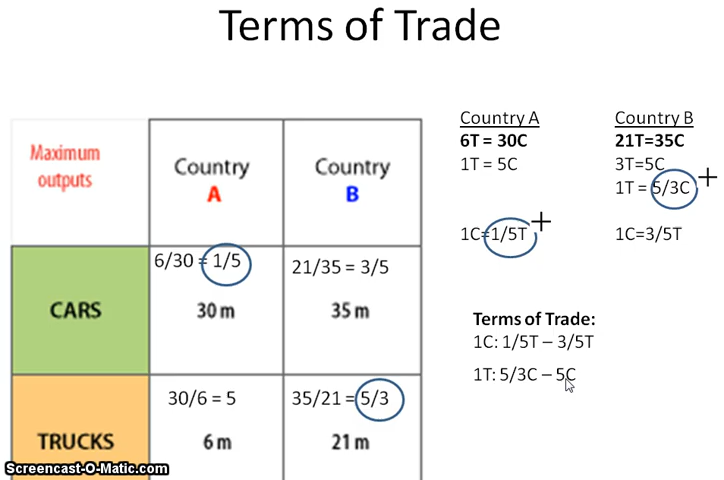 Terms of Trade
Maximum
outputs
Country
A
Country
B
CARS
6/30 = 1/5
30 m
21/35 = 3/5
35 m
TRUCKS
30/6 = 5
6 m
35/21 = 5/3
21 m
Country A
6T = 30C
1T = 5C
1C=1/5T
Country B
21T=35C
3T=5C
1T = 5/3C
1C=3/5T
Terms of Trade:
1C: 1/5T – 3/5T
1T: 5/3C – 5C
Screencast-O-Matic.com